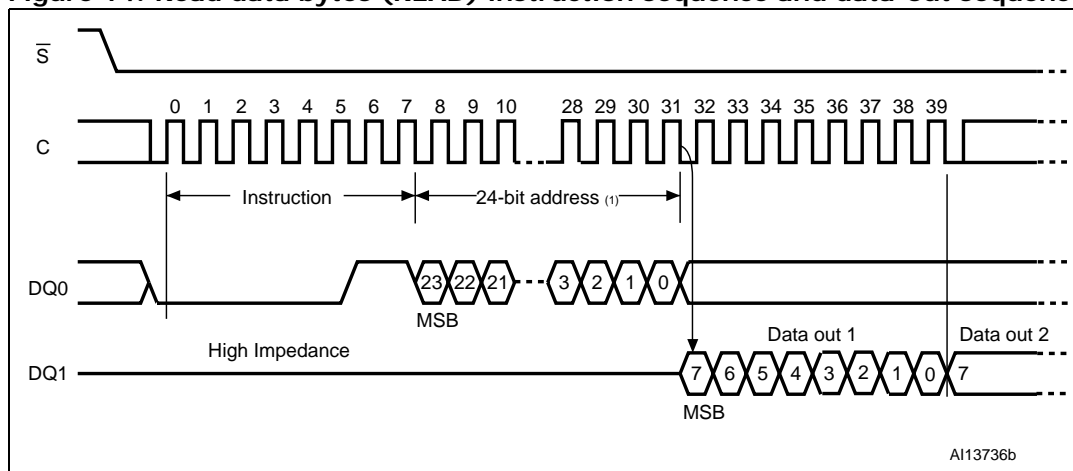 S
0 1 2 3 4 5 6 7 8 9 10 28 29 30 31 32 33 34 35 36 37 38 39
C
Instruction 24-bit address (1)
DQ0 23 22 21 3 2 1 0
MSB
Data out 1 Data out 2
High Impedance
DQ1 7 6 5 4 3 2 1 0 7
MSB
AI13736b